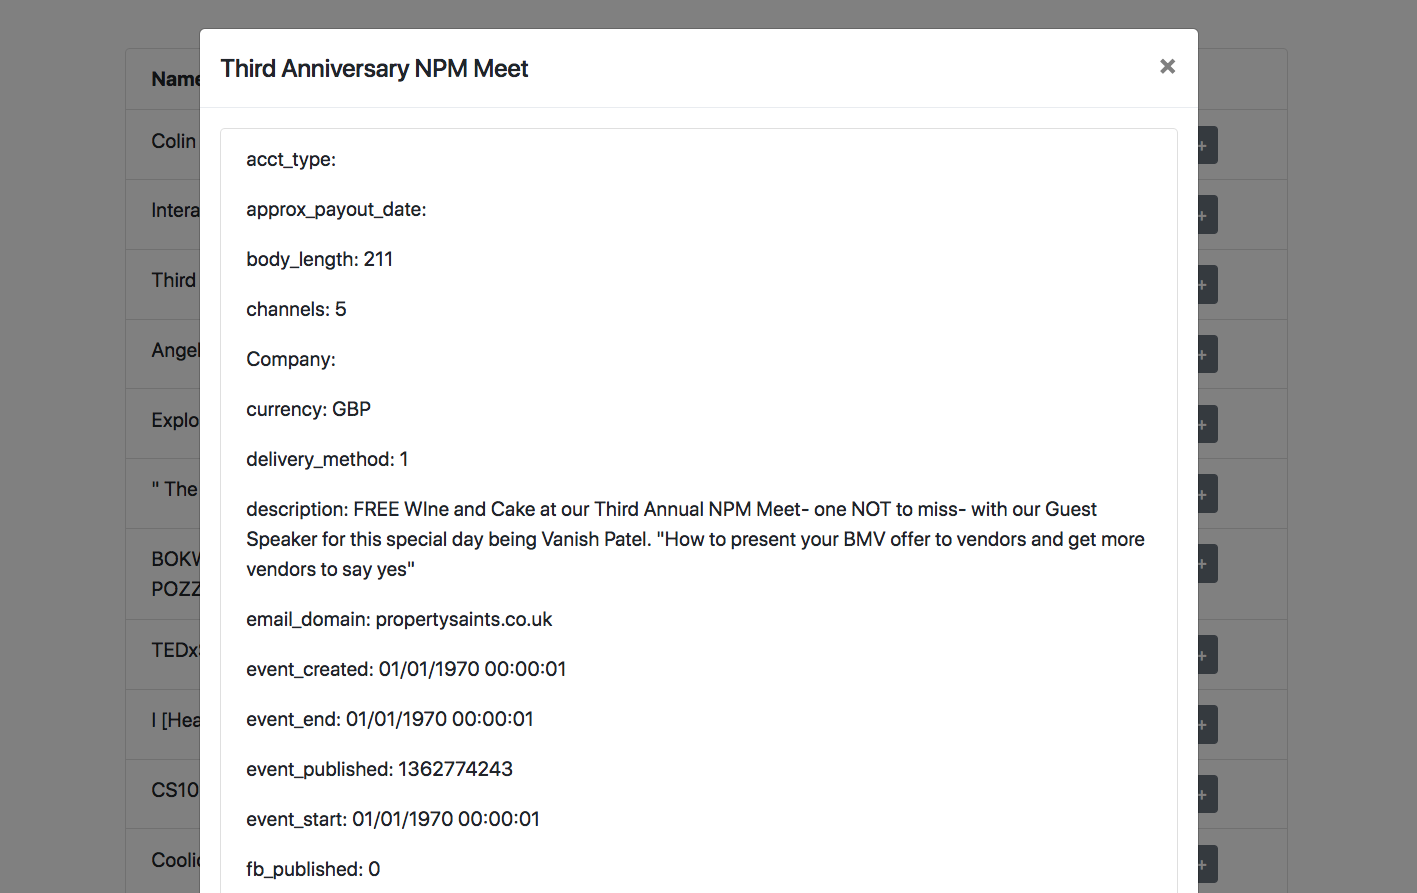 Third Anniversary NPM Meet
×
Name
Colin
Intera
Third
Angel
Explo
" The
BOKW
POZZ
TEDx
I [Hea
CS10
Coolic
acct_type:
approx_payout_date:
body_length: 211
channels: 5
Company:
currency: GBP
delivery_method: 1
description: FREE WIne and Cake at our Third Annual NPM Meet- one NOT to miss- with our Guest
Speaker for this special day being Vanish Patel. "How to present your BMV offer to vendors and get more
vendors to say yes"
email_domain: propertysaints.co.uk
event_created: 01/01/1970 00:00:01
event_end: 01/01/1970 00:00:01
event_published: 1362774243
event_start: 01/01/1970 00:00:01
fb_published: 0
+
+
+
+
+
+
+
+
+
+
+